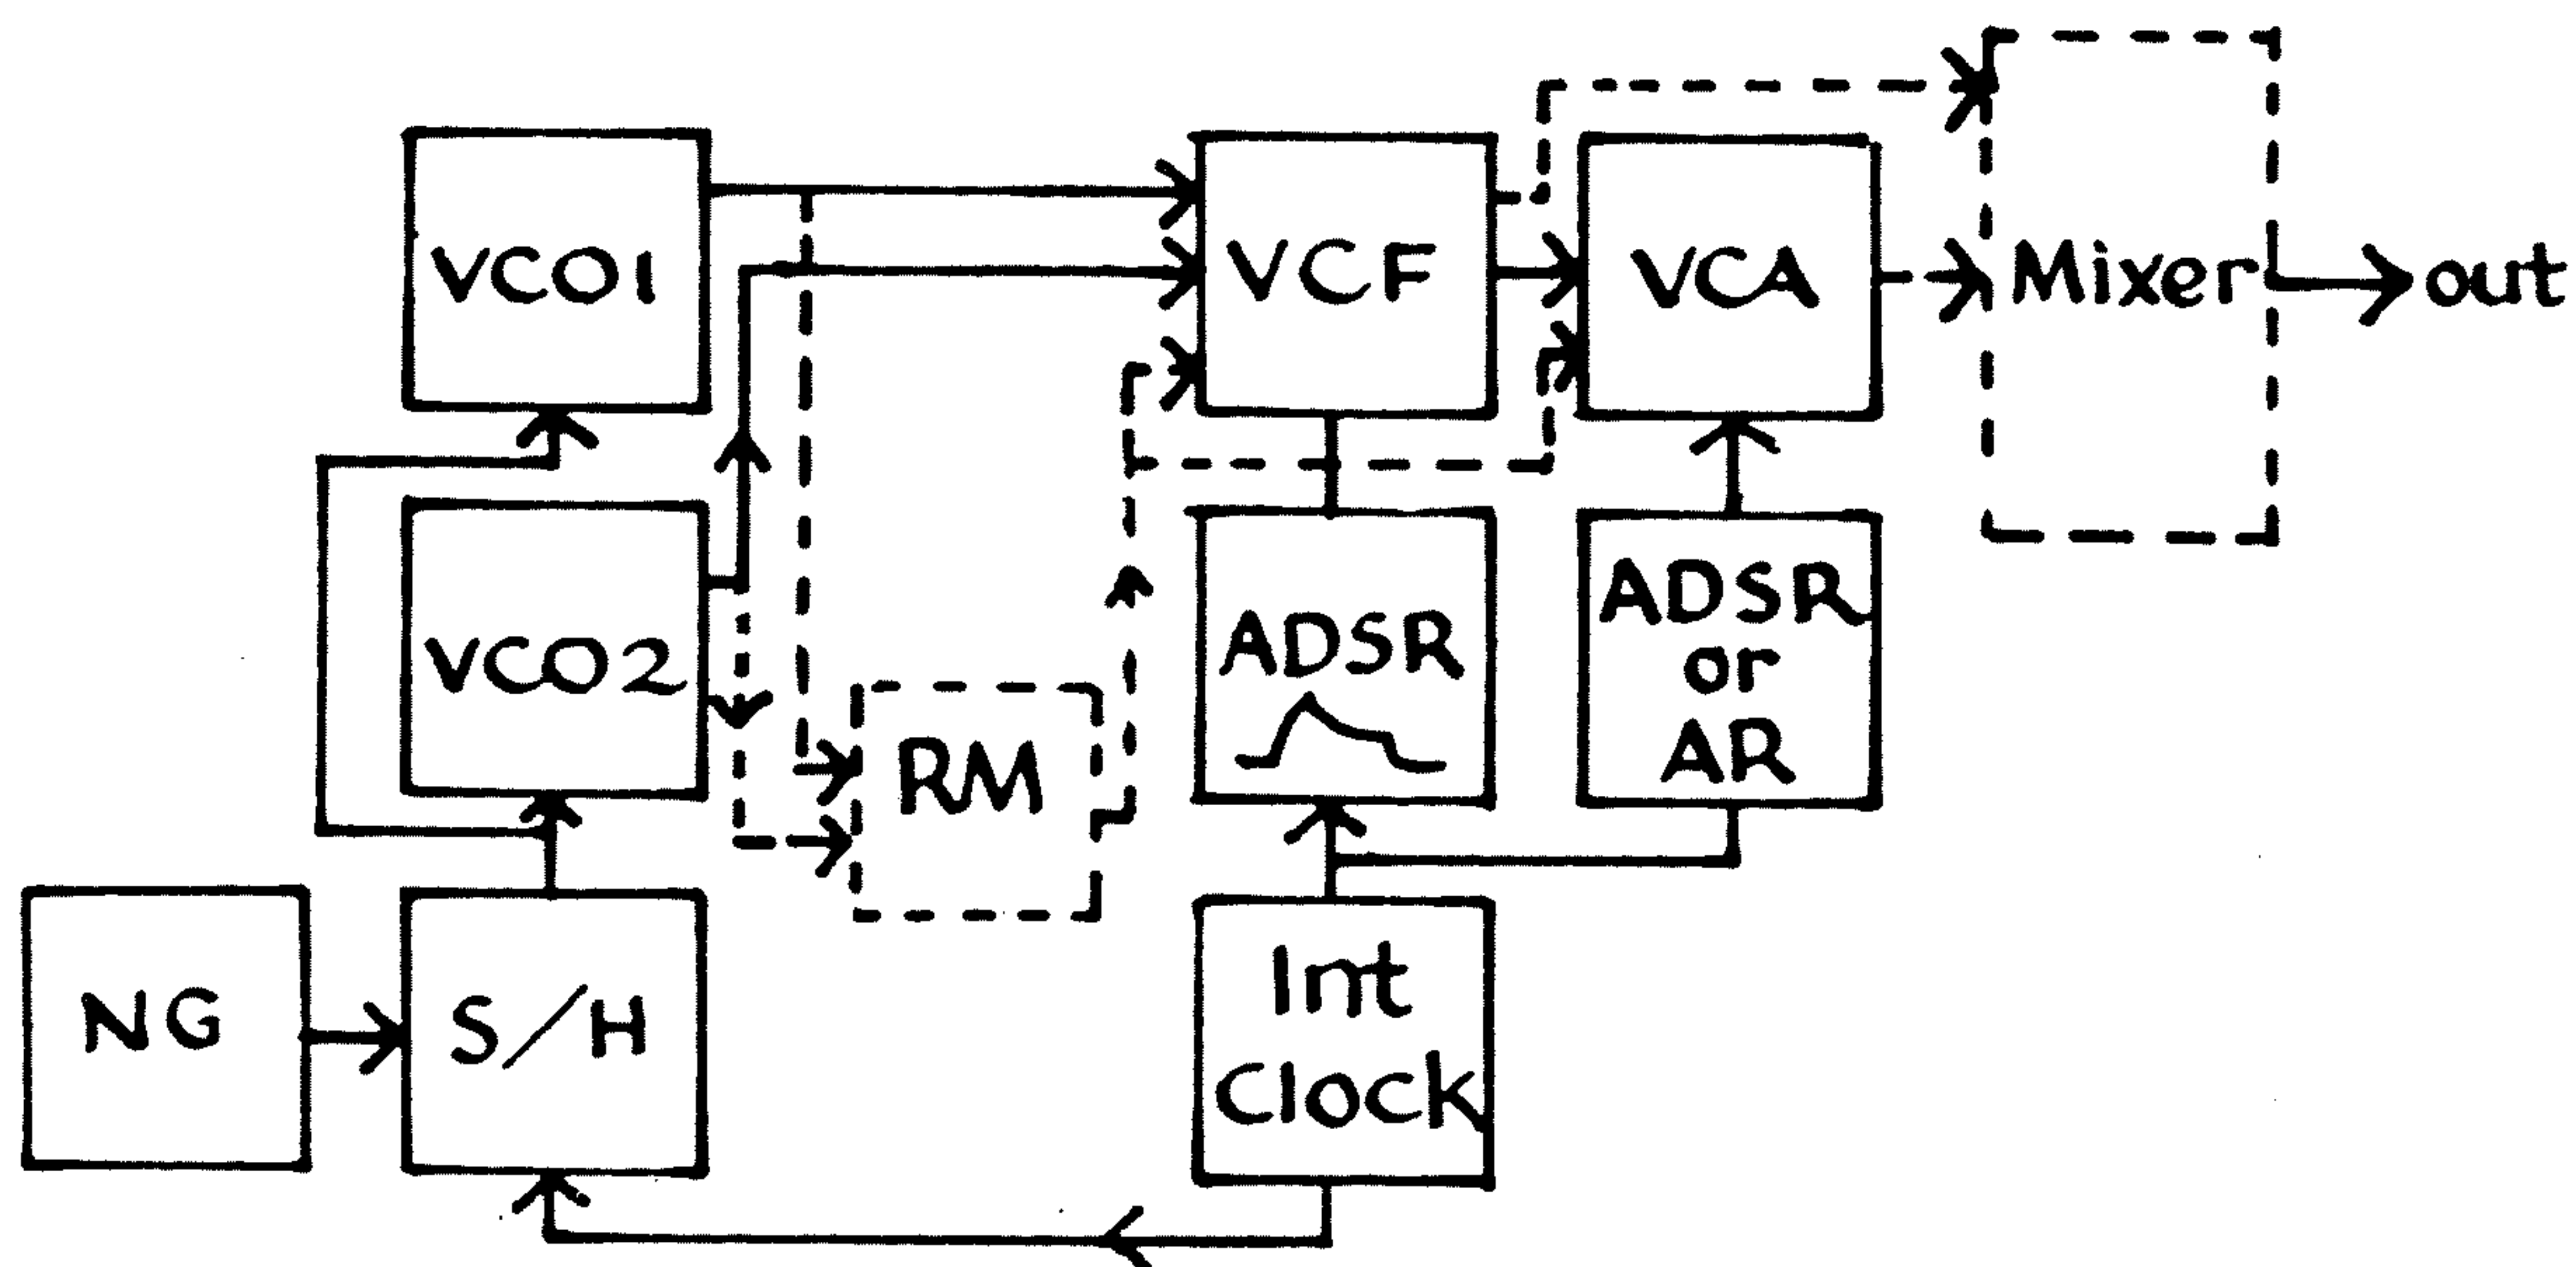 VCO1
VCF
VCA
Mixer
out
VCO2
RM
ADSR
ADSR
or
AR
NG
S/H
Int
Clock